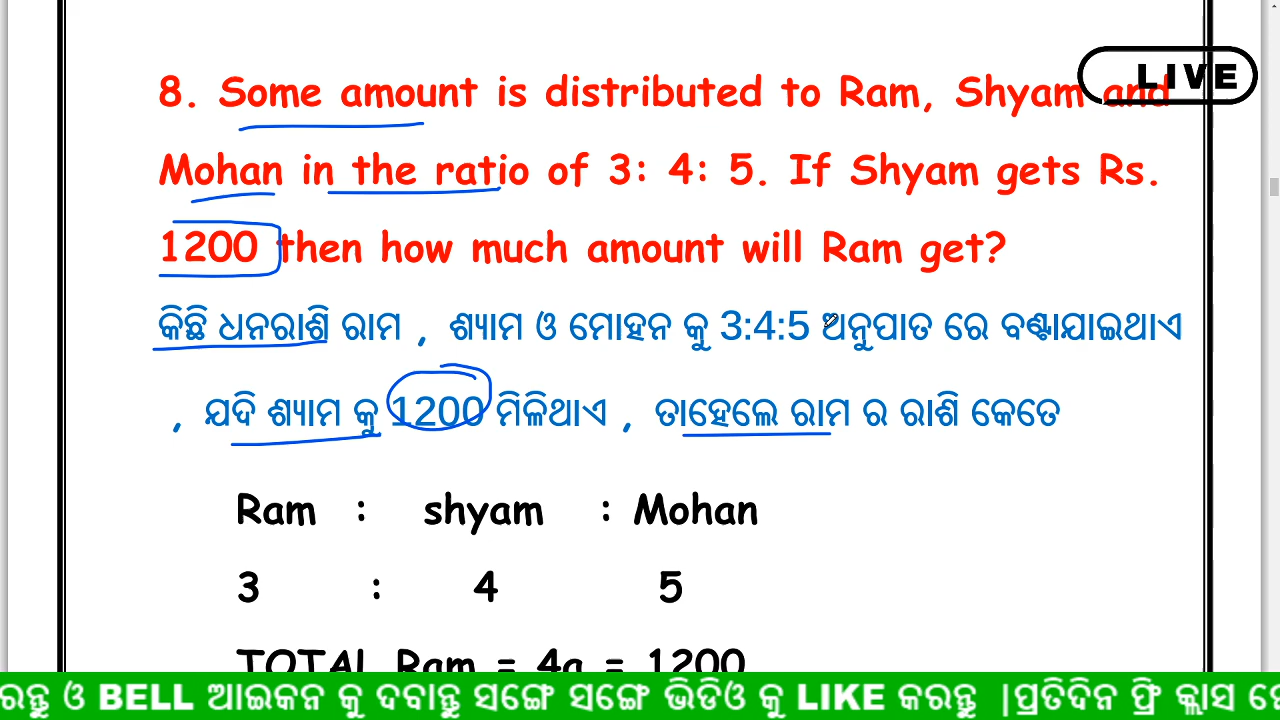 LIVE
8. Some amount is distributed to Ram, Shyam and
Mohan in the ratio of 3: 4: 5. If Shyam gets Rs.
1200 then how much amount will Ram get?
କିଛି ଧନରାଶି ରାମ , ଶ୍ୟାମ ଓ ମୋହନ କୁ 3:4:5 ଅନୁପାତ ରେ ବଣ୍ଟାଯାଇଥାଏ
, ଯଦି ଶ୍ୟାମ କୁ 1200 ମିଳିଥାଏ , ତାହେଲେ ରାମ ର ରାଶି କେତେ
Ram : shyam : Mohan
3 : 4 5
TOTAL Ram = 4a = 1200
ରନ୍ତୁ ଓ BELL ଆଇକନ କୁ ଦବାନ୍ତୁ ସଙ୍ଗେ ସଙ୍ଗେ ଭିଡିଓ କୁ LIKE କରନ୍ତୁ |ପ୍ରତିଦିନ ଫ୍ରି କ୍ଲାସ